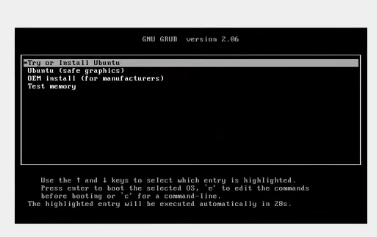 GNU GRUB version 2.06
*Try or Install Ubuntu
Ubuntu (safe graphics)
OEM install (for manufacturers)
Test memory
Use the ↑ and ↓ keys to select which entry is highlighted.
Press enter to boot the selected OS, `e' to edit the commands
before booting or `c' for a command-line.
The highlighted entry will be executed automatically in 28s.